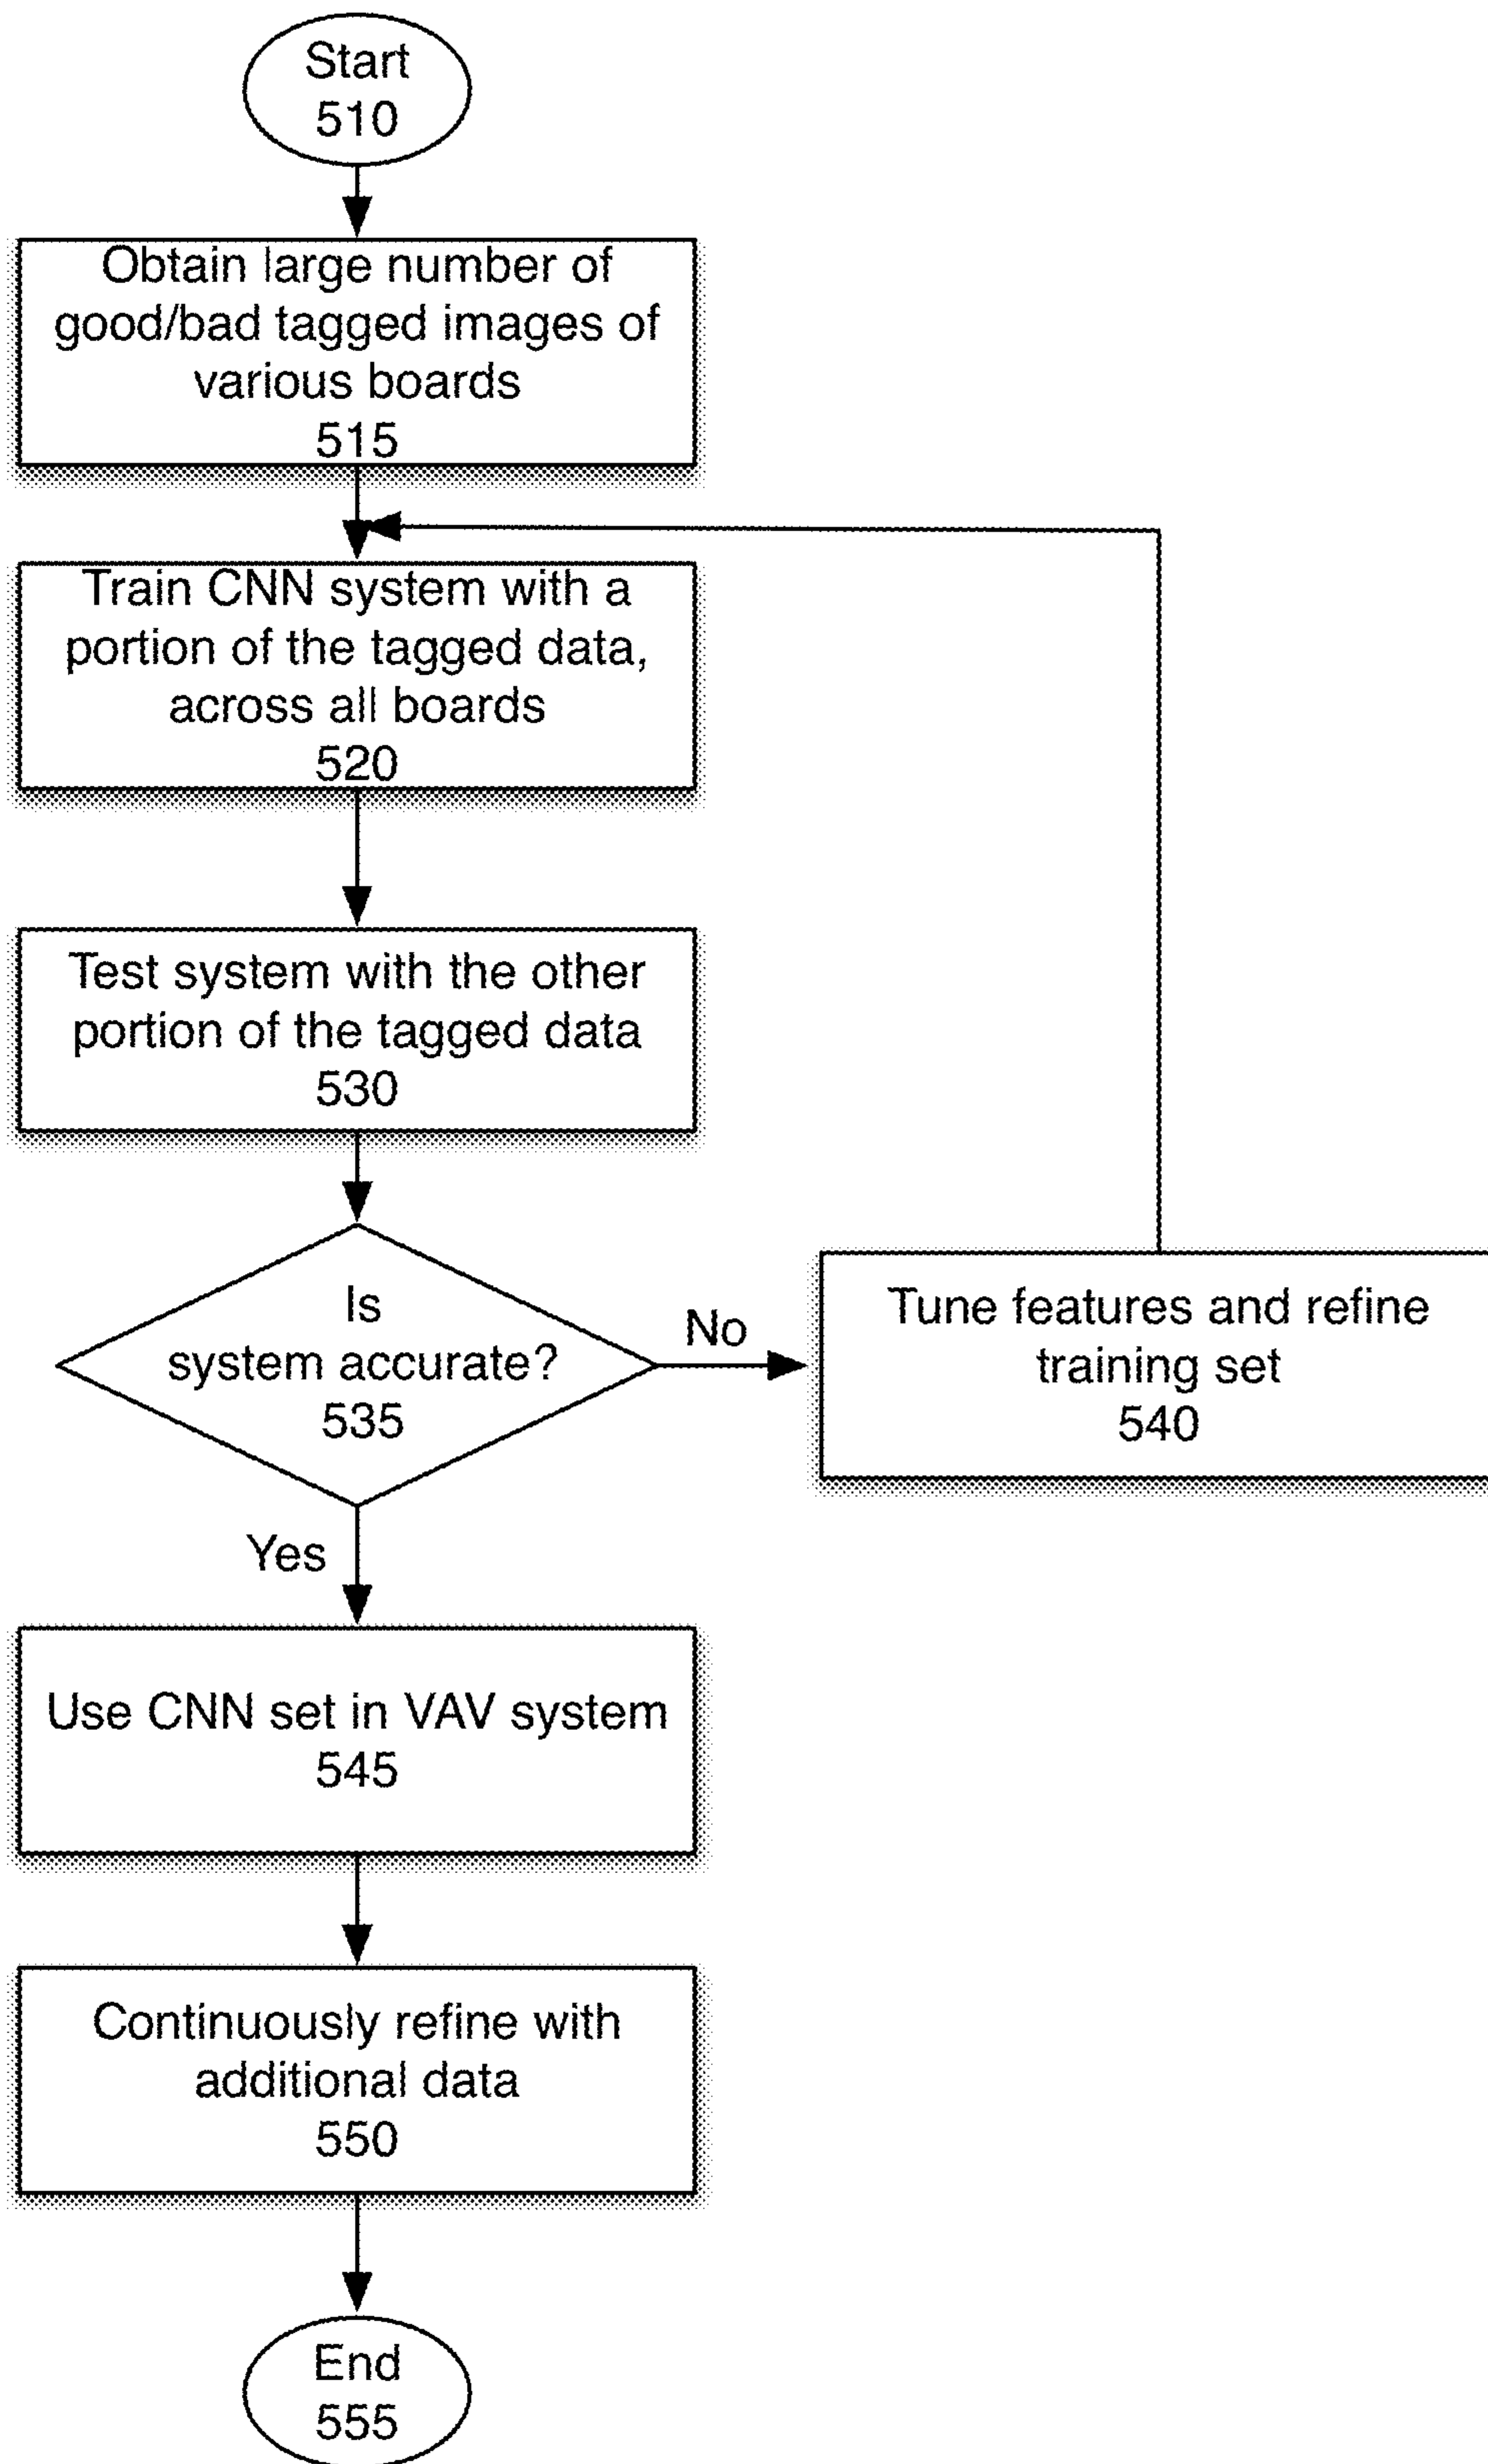 Start
510
Obtain large number of
good/bad tagged images of
various boards
515
Train CNN system with a
portion of the tagged data,
across all boards
520
Test system with the other
portion of the tagged data
530
Is
system accurate?
535
No
Tune features and refine
training set
540
Yes
Use CNN set in VAV system
545
Continuously refine with
additional data
550
End
555